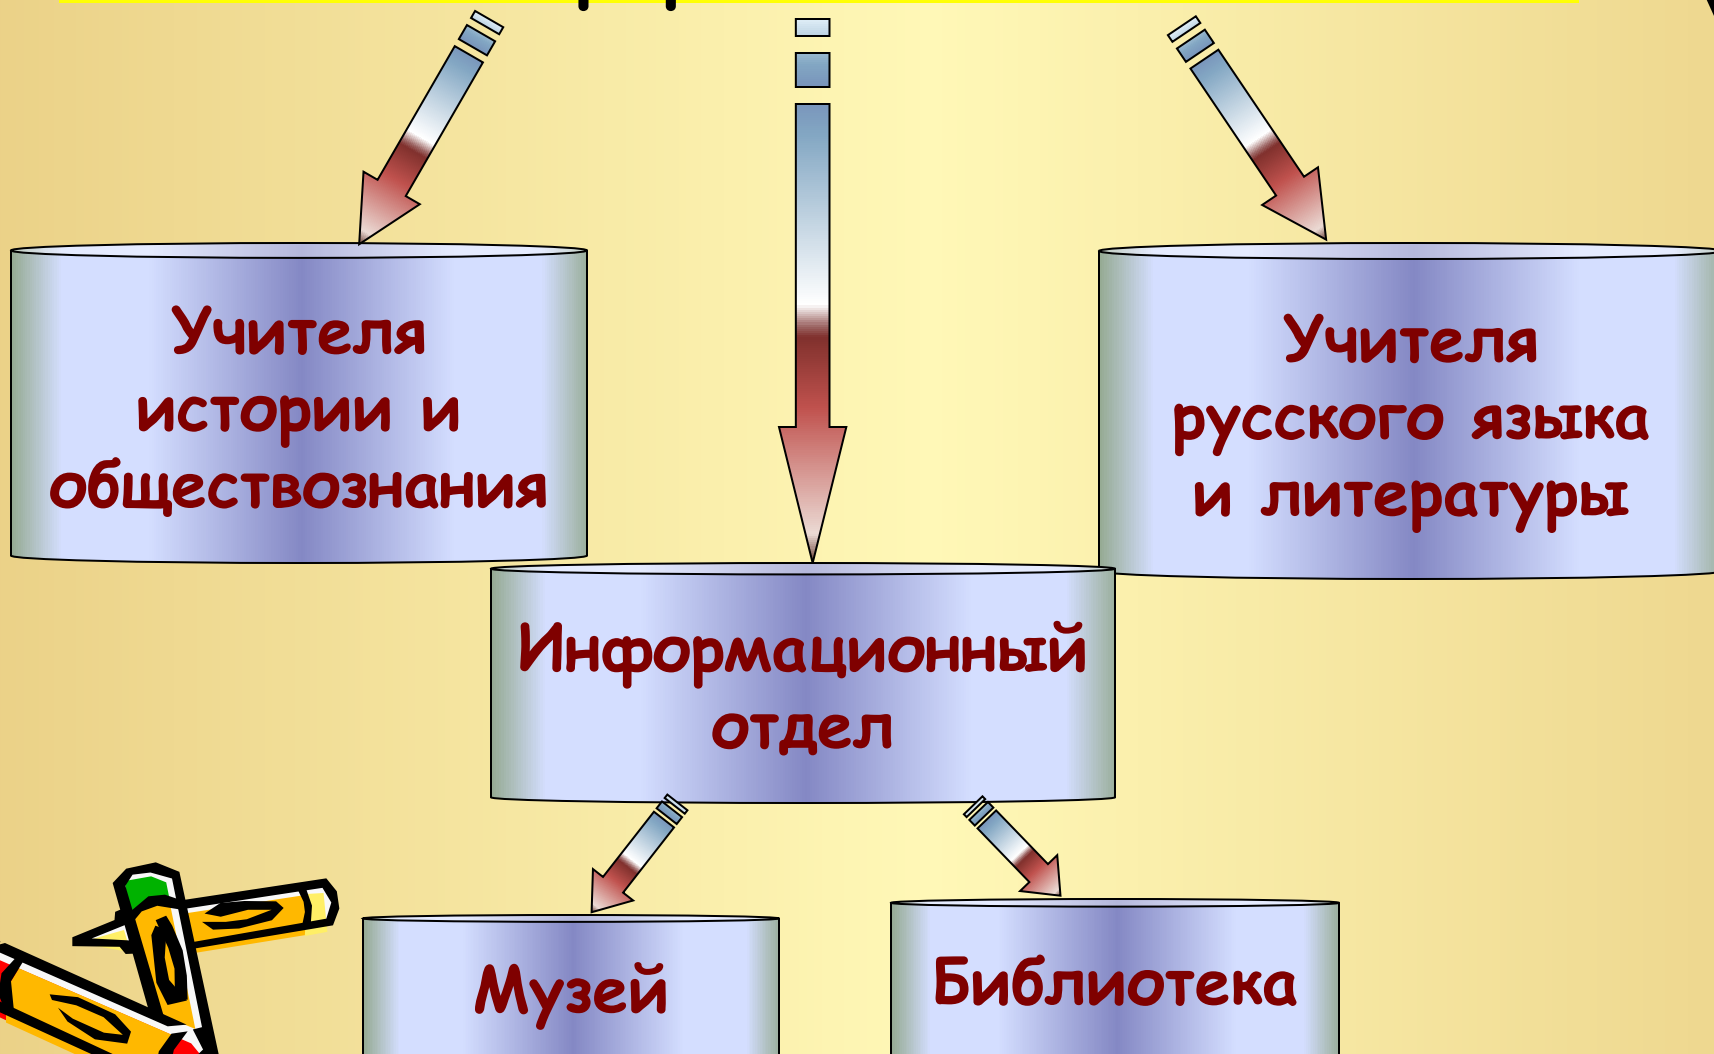 Учителя
истории и
обществознания
Учителя
русского языка
и литературы
Информационный
отдел
Музей
Библиотека